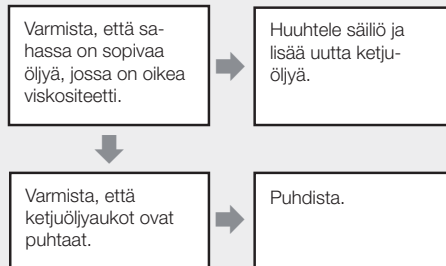 Varmista, että sa-
hassa on sopivaa
öljyä, jossa on oikea
viskositeetti.
Huuhtele säiliö ja
lisää uutta ketju-
öljyä.
Varmista, että
ketjuöljyaukot ovat
puhtaat.
Puhdista.